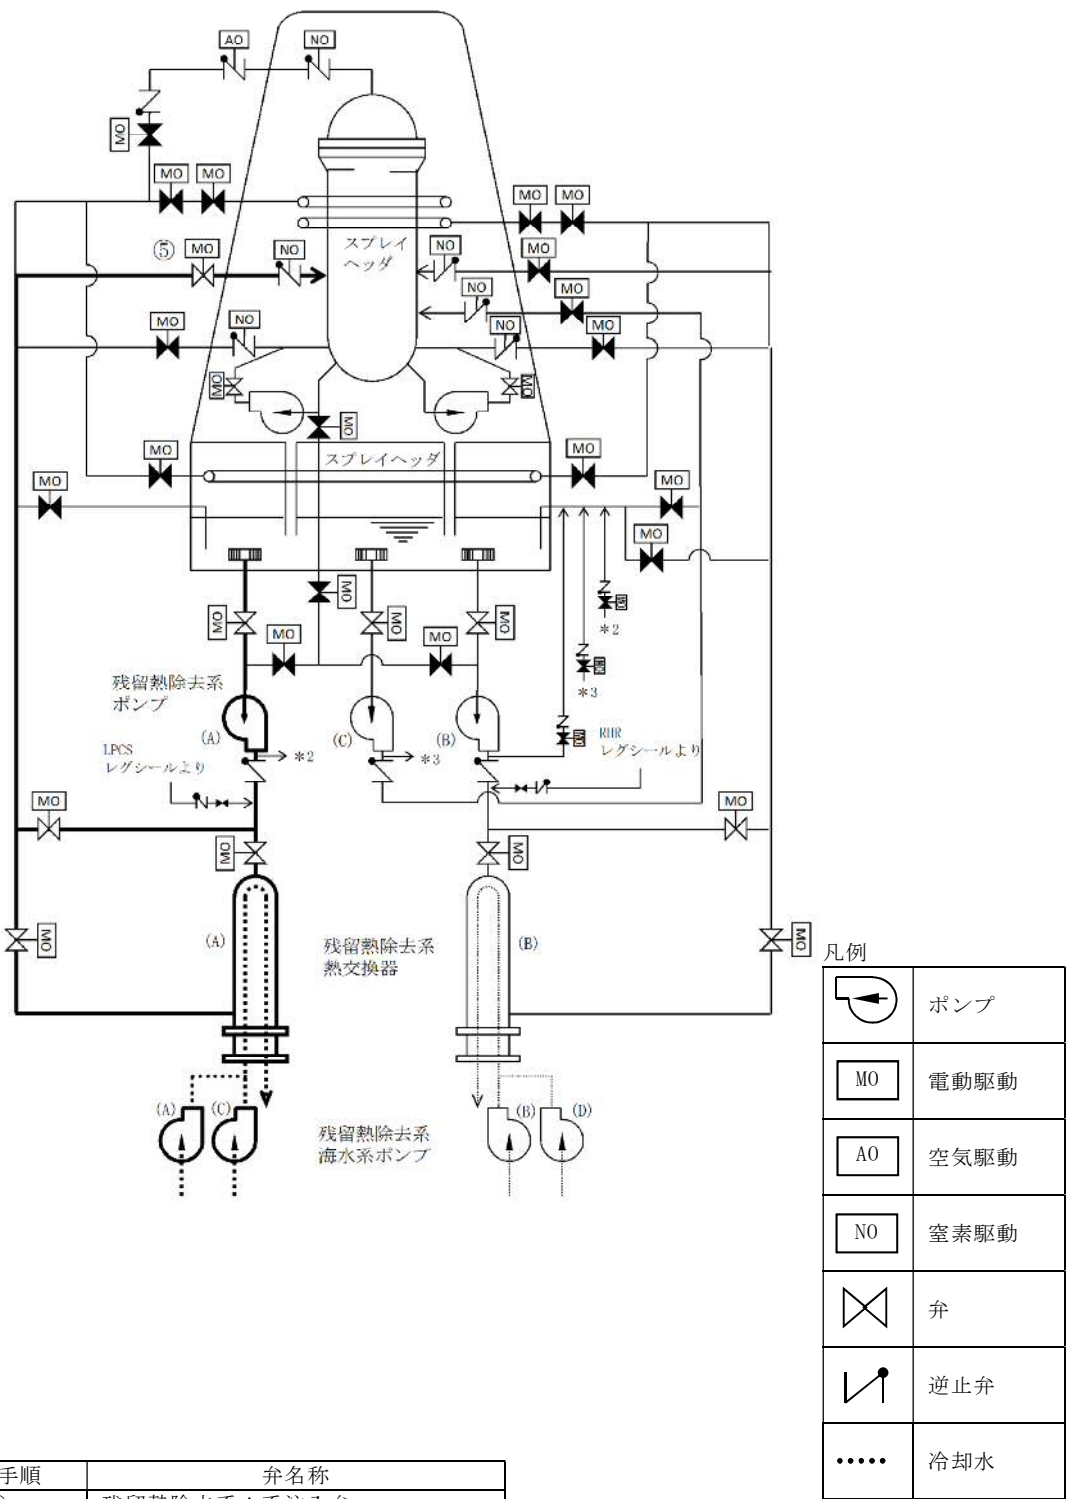 AO NO
MO
MO MO
MO MO
スプレイ
ヘッダ
⑤ MO NO
NO MO
NO MO
MO NO
NO MO
MO
MO
MO
スプレイヘッダ
MO
MO
MO
MO
MO
MO
MO
MO
MO
MO
MO
MO
*2
*3
残留熱除去系
ポンプ
(A)
(C)
(B)
*2
*3
LPCS
レグシールより
RHR
レグシールより
MO
MO
MO
MO
(A)
(B)
残留熱除去系
熱交換器
MO
MO
(A) (C)
(B) (D)
残留熱除去系
海水系ポンプ
凡例
ポンプ
MO 電動駆動
AO 空気駆動
NO 窒素駆動
弁
逆止弁
冷却水
手順 弁名称